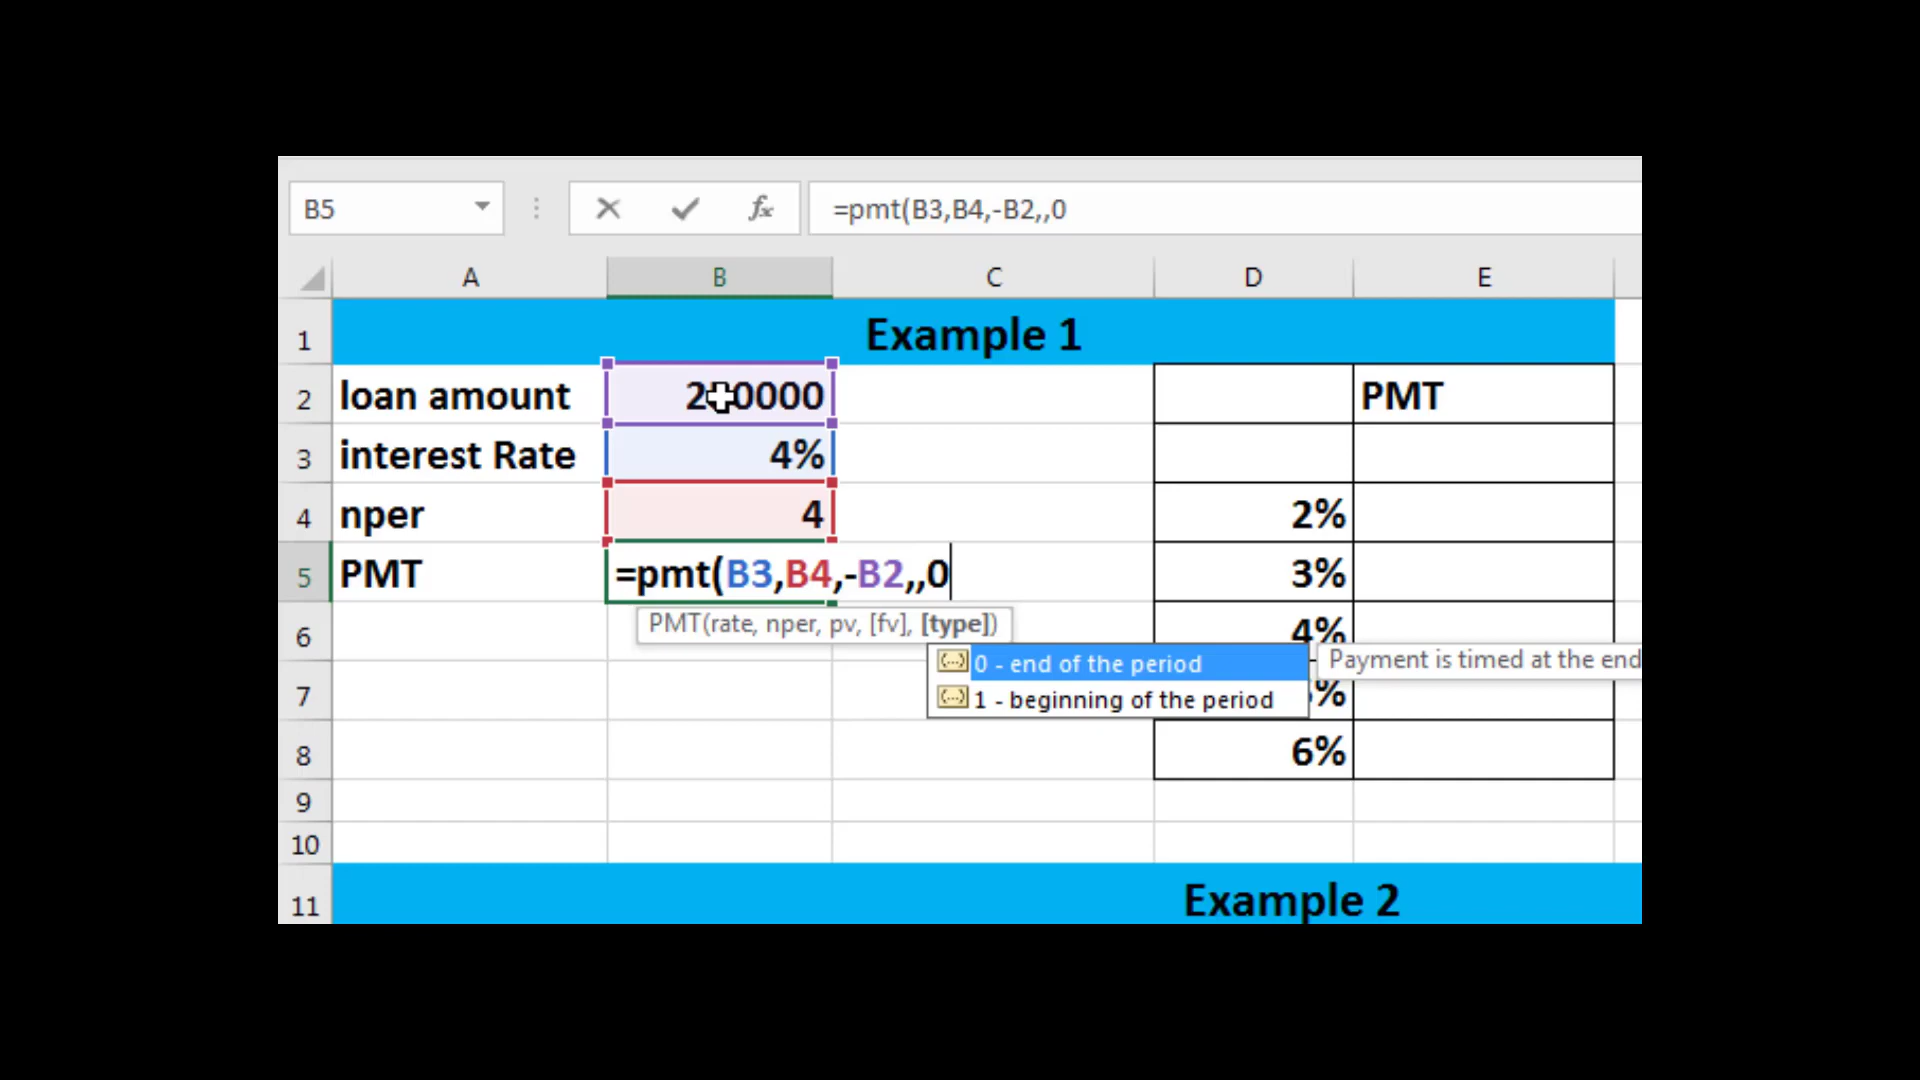 B5 fx =pmt(B3,B4,-B2,,0
A B C D E
1 Example 1
2 loan amount PMT
3 interest Rate 4%
4 nper 4 2%
5 PMT =pmt(B3,B4,-B2,,0 3%
PMT(rate, nper, pv, [fv], [type])
6 4%
0 - end of the period Payment is timed at the end
7 %
1 - beginning of the period
8 6%
9
10
11 Example 2